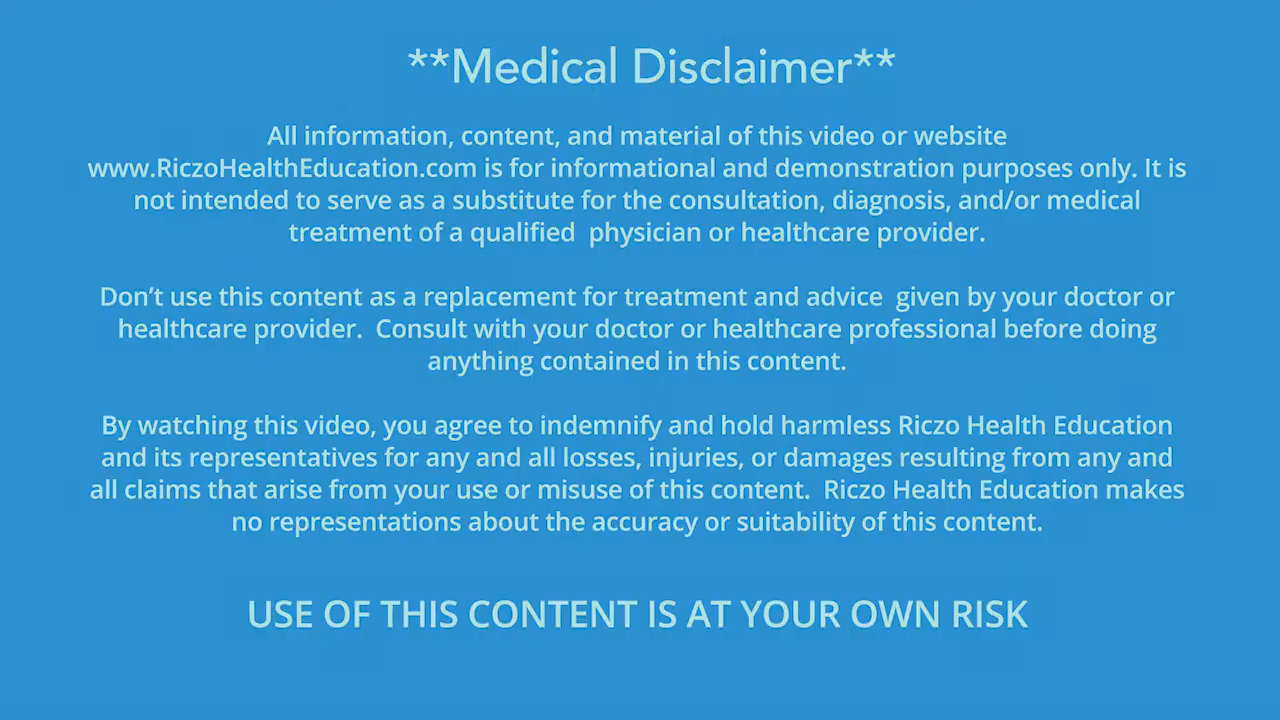 **Medical Disclaimer**
All information, content, and material of this video or website
www.RiczoHealthEducation.com is for informational and demonstration purposes only. It is
not intended to serve as a substitute for the consultation, diagnosis, and/or medical
treatment of a qualified  physician or healthcare provider.
Don’t use this content as a replacement for treatment and advice  given by your doctor or
healthcare provider.  Consult with your doctor or healthcare professional before doing
anything contained in this content.
By watching this video, you agree to indemnify and hold harmless Riczo Health Education
and its representatives for any and all losses, injuries, or damages resulting from any and
all claims that arise from your use or misuse of this content.  Riczo Health Education makes
no representations about the accuracy or suitability of this content.
USE OF THIS CONTENT IS AT YOUR OWN RISK